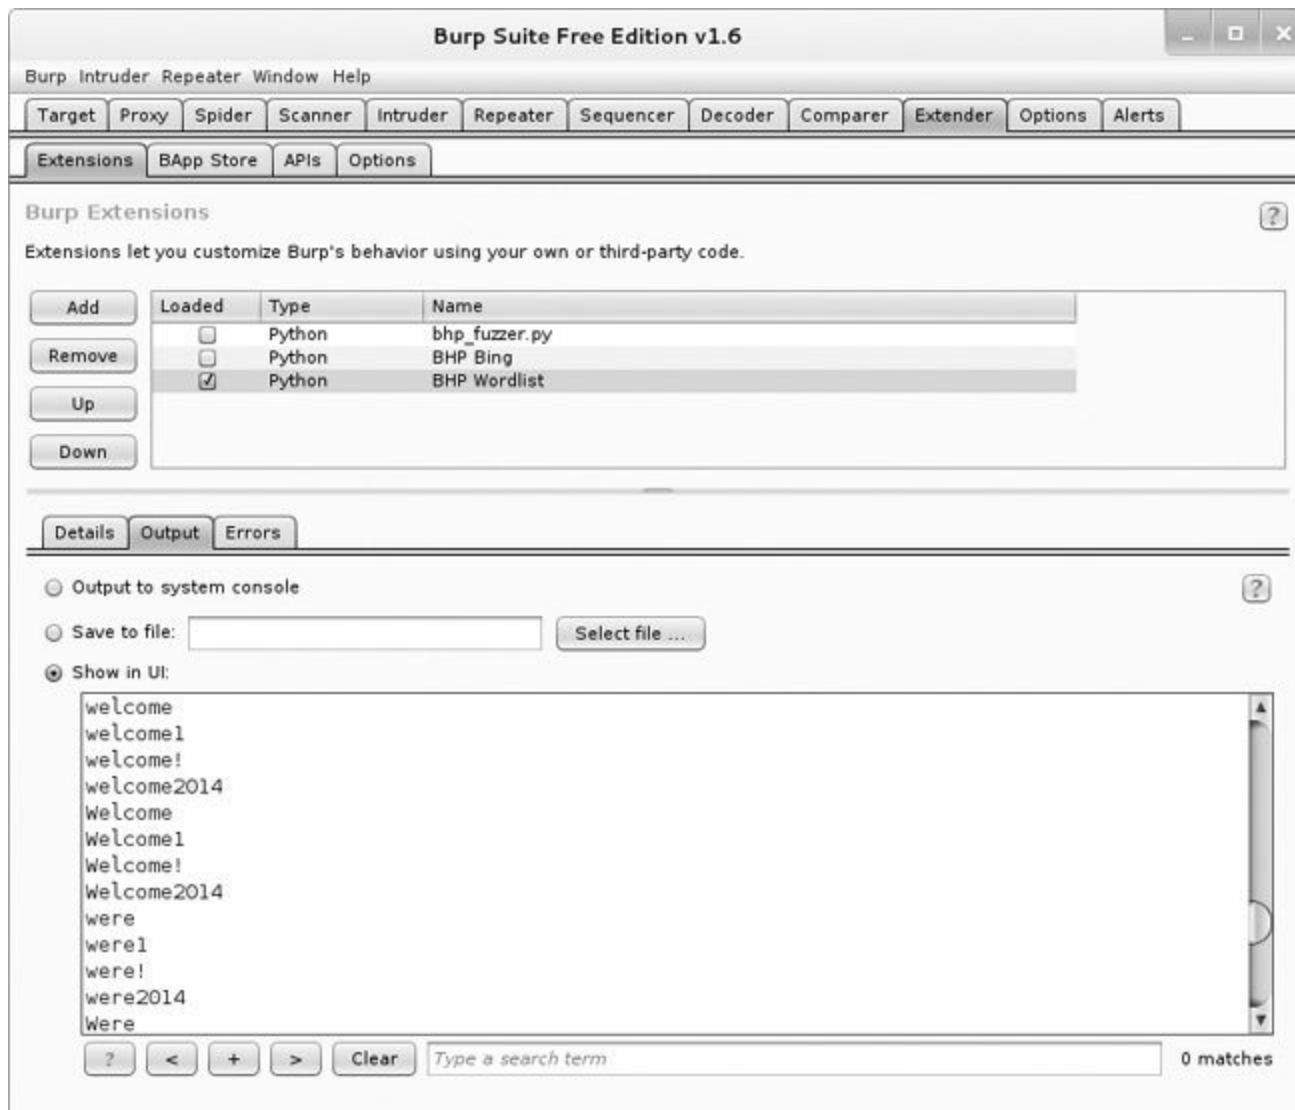 Burp Suite Free Edition v1.6
Burp Intruder Repeater Window Help
Target Proxy Spider Scanner Intruder Repeater Sequencer Decoder Comparer Extender Options Alerts
Extensions BApp Store APIs Options
Burp Extensions
?
Extensions let you customize Burp's behavior using your own or third-party code.
Add
Remove
Up
Down
Loaded Type Name
Python bhp_fuzzer.py
Python BHP Bing
Python BHP Wordlist
Details Output Errors
Output to system console
?
Save to file: Select file ...
Show in UI:
welcome
welcome1
welcome!
welcome2014
Welcome
Welcome1
Welcome!
Welcome2014
were
were1
were!
were2014
Were
? < + > Clear Type a search term 0 matches